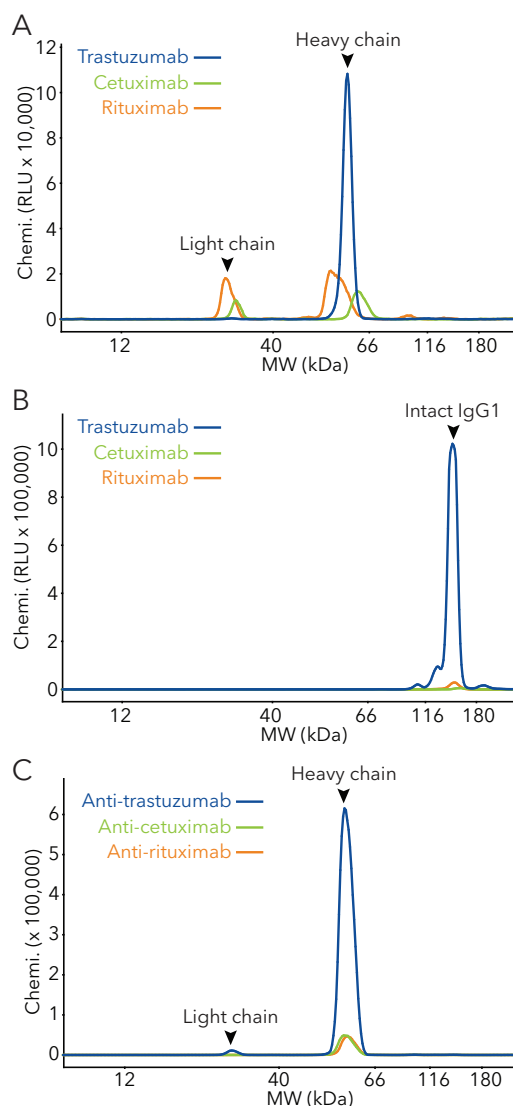 A
Heavy chain
Trastuzumab
Cetuximab
Rituximab
Light chain
Chemi. (RLU x 10,000)
12
10
8
6
4
2
0
12 40 66 116 180
MW (kDa)
B
Intact IgG1
Trastuzumab
Cetuximab
Rituximab
Chemi. (RLU x 100,000)
10
8
6
4
2
0
12 40 66 116 180
MW (kDa)
C
Heavy chain
Anti-trastuzumab
Anti-cetuximab
Anti-rituximab
Light chain
Chemi. (x 100,000)
6
5
4
3
2
1
0
12 40 66 116 180
MW (kDa)